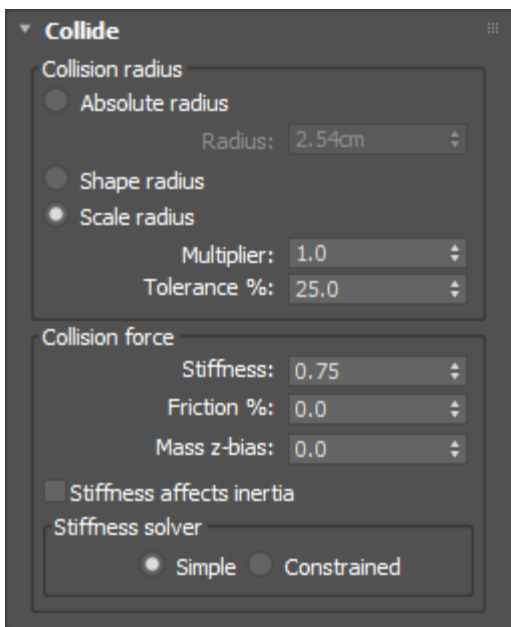 Collide
Collision radius
Absolute radius
Radius: 2.54cm
Shape radius
Scale radius
Multiplier: 1.0
Tolerance %: 25.0
Collision force
Stiffness: 0.75
Friction %: 0.0
Mass z-bias: 0.0
Stiffness affects inertia
Stiffness solver
Simple Constrained